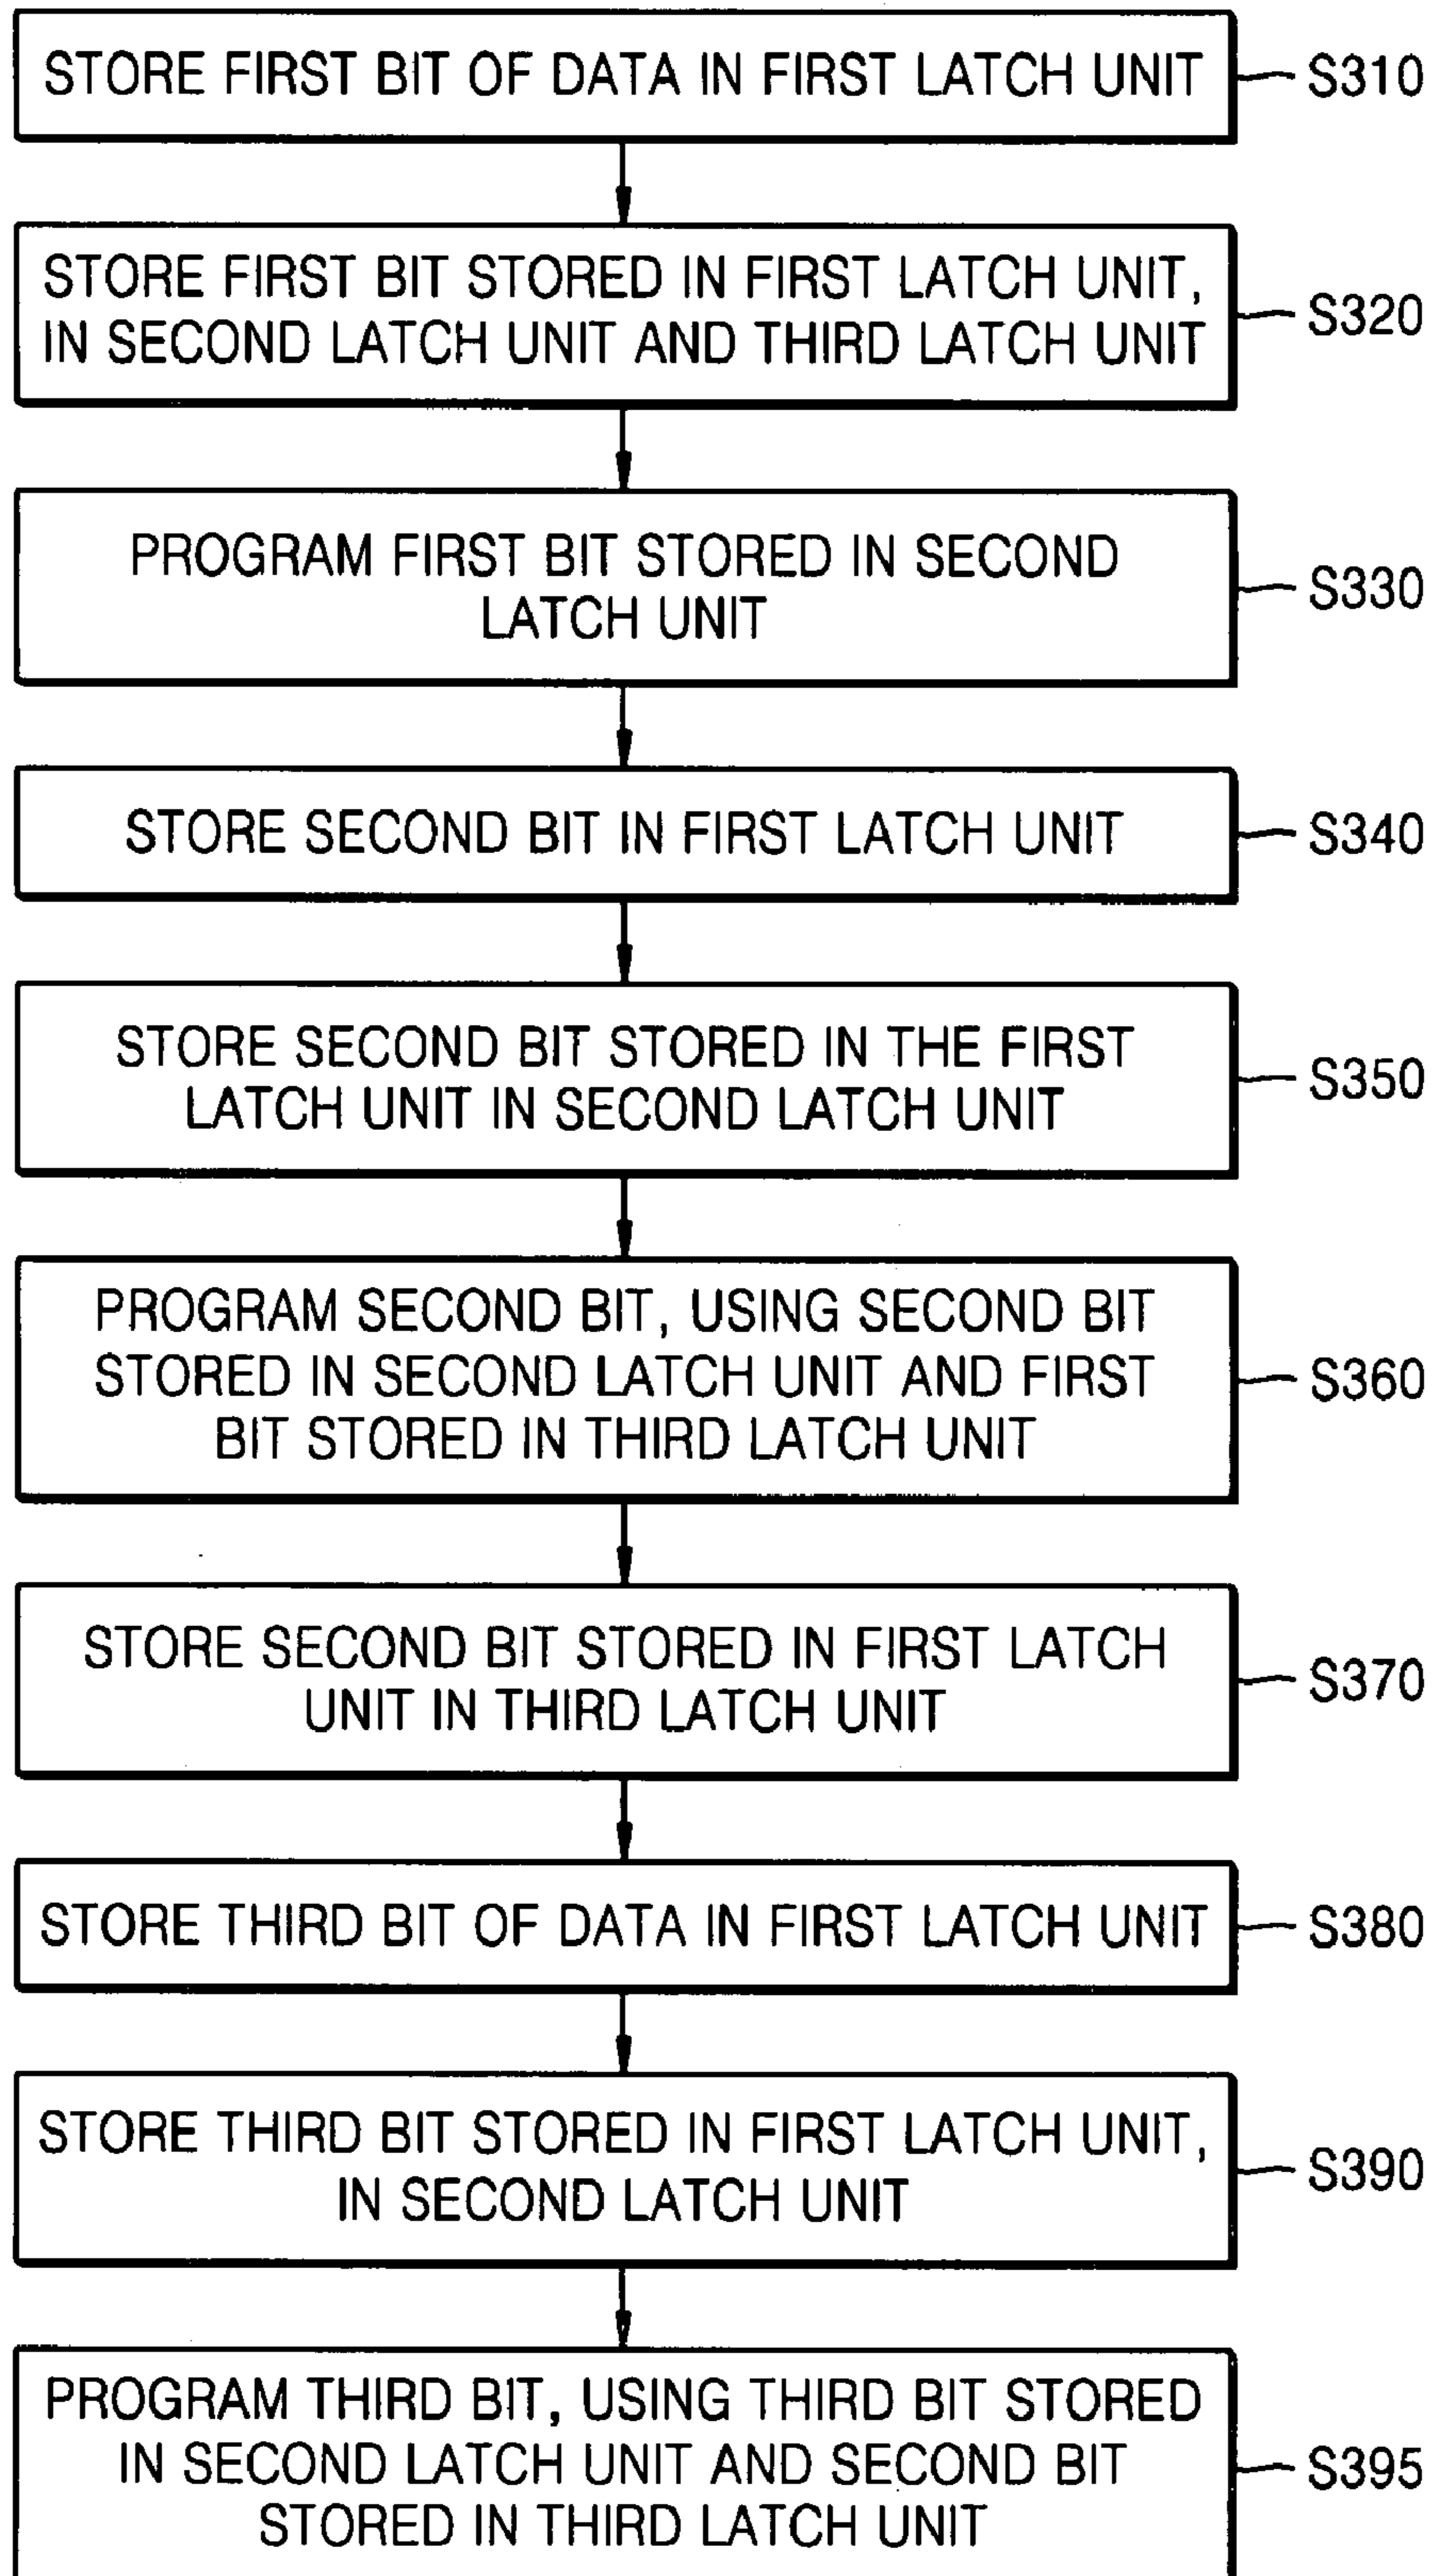 STORE FIRST BIT OF DATA IN FIRST LATCH UNIT
S310
STORE FIRST BIT STORED IN FIRST LATCH UNIT,
IN SECOND LATCH UNIT AND THIRD LATCH UNIT
S320
PROGRAM FIRST BIT STORED IN SECOND
LATCH UNIT
S330
STORE SECOND BIT IN FIRST LATCH UNIT
S340
STORE SECOND BIT STORED IN THE FIRST
LATCH UNIT IN SECOND LATCH UNIT
S350
PROGRAM SECOND BIT, USING SECOND BIT
STORED IN SECOND LATCH UNIT AND FIRST
BIT STORED IN THIRD LATCH UNIT
S360
STORE SECOND BIT STORED IN FIRST LATCH
UNIT IN THIRD LATCH UNIT
S370
STORE THIRD BIT OF DATA IN FIRST LATCH UNIT
S380
STORE THIRD BIT STORED IN FIRST LATCH UNIT,
IN SECOND LATCH UNIT
S390
PROGRAM THIRD BIT, USING THIRD BIT STORED
IN SECOND LATCH UNIT AND SECOND BIT
STORED IN THIRD LATCH UNIT
S395